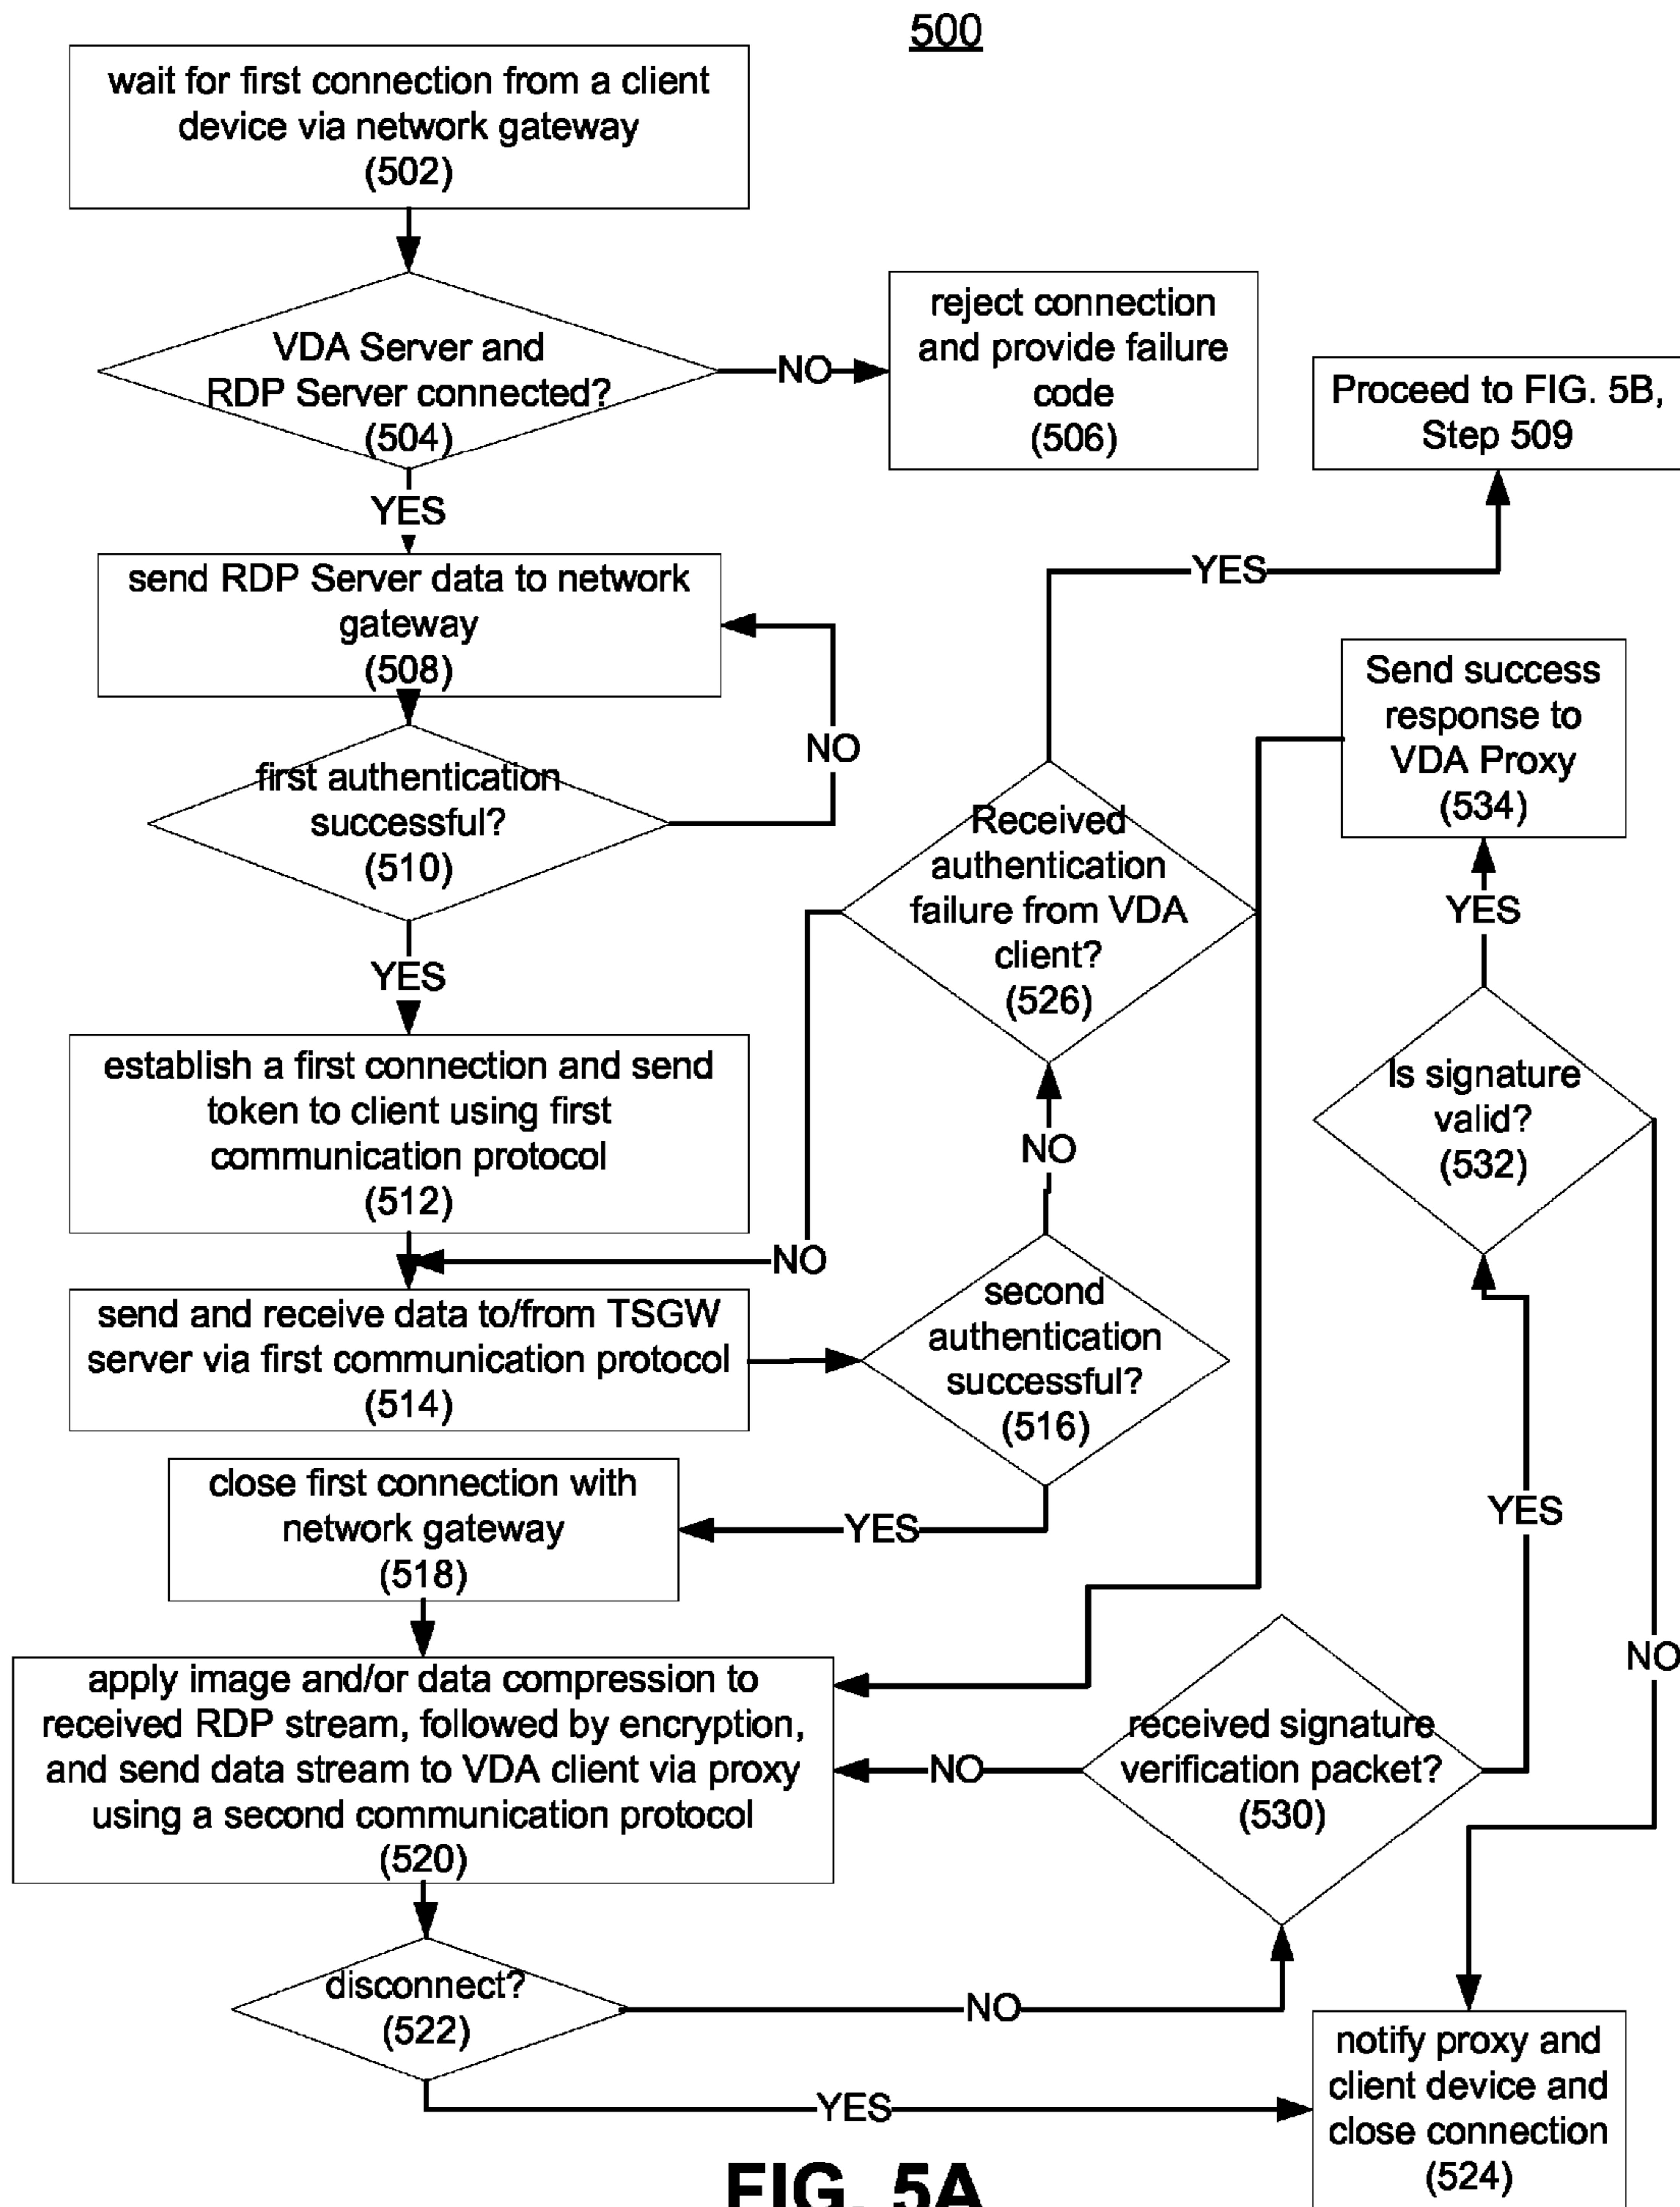 500
wait for first connection from a client
device via network gateway
(502)
VDA Server and
RDP Server connected?
(504)
NO
reject connection
and provide failure
code
(506)
Proceed to FIG. 5B,
Step 509
YES
YES
send RDP Server data to network
gateway
(508)
NO
first authentication
successful?
(510)
YES
Received
authentication
failure from VDA
client?
(526)
Send success
response to
VDA Proxy
(534)
YES
establish a first connection and send
token to client using first
communication protocol
(512)
NO
NO
Is signature
valid?
(532)
send and receive data to/from TSGW
server via first communication protocol
(514)
second
authentication
successful?
(516)
close first connection with
network gateway
(518)
YES
YES
NO
apply image and/or data compression to
received RDP stream, followed by encryption,
and send data stream to VDA client via proxy
using a second communication protocol
(520)
NO
received signature
verification packet?
(530)
disconnect?
(522)
NO
YES
notify proxy and
client device and
close connection
(524)
FIG. 5A